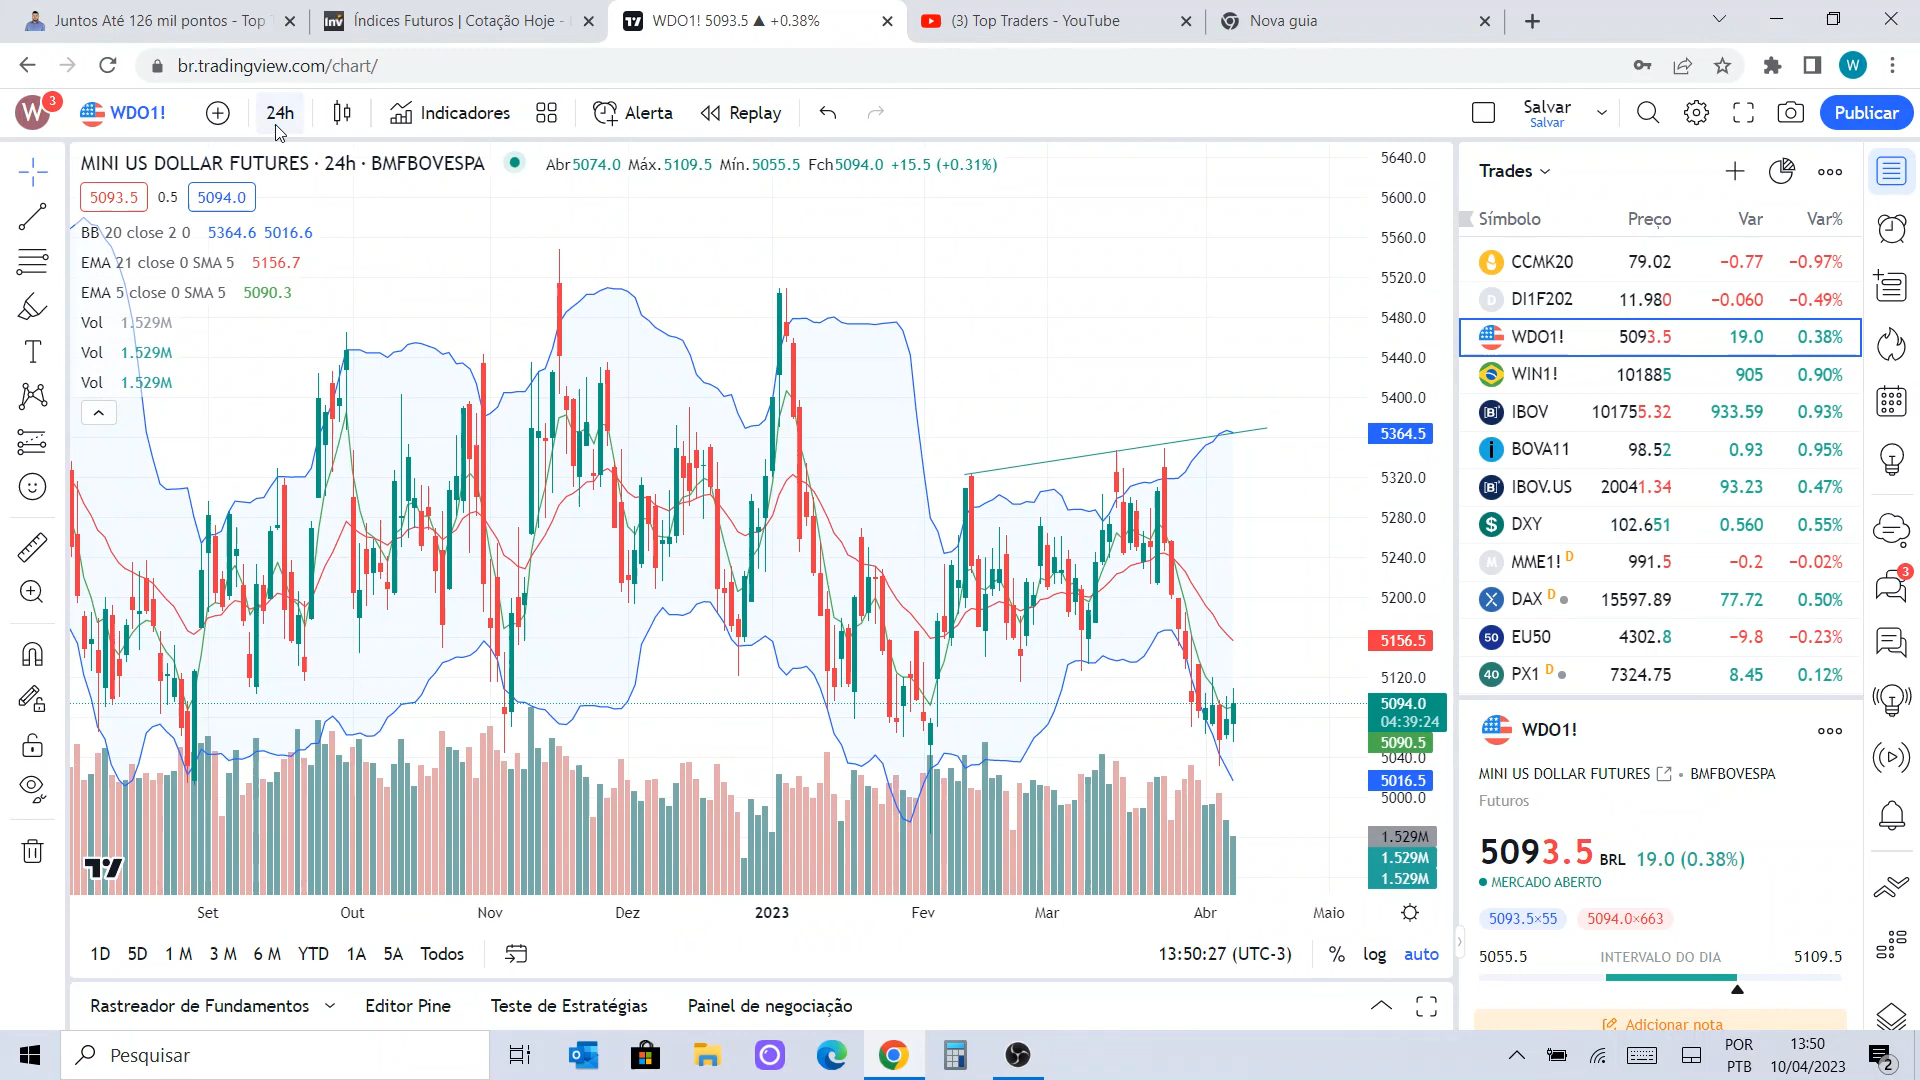 Juntos Até 126 mil pontos - Top T
Índices Futuros | Cotação Hoje -
WDO1! 5093.5 ▲ +0.38%
(3) Top Traders - YouTube
Nova guia
br.tradingview.com/chart/
W
W 3 WDO1! 24h Indicadores Alerta Replay Salvar Salvar Publicar
MINI US DOLLAR FUTURES · 24h · BMFBOVESPA Abr5074.0 Máx.5109.5 Mín.5055.5 Fch5094.0 +15.5 (+0.31%)
5093.5 0.5 5094.0
BB 20 close 2 0 5364.6 5016.6
EMA 21 close 0 SMA 5 5156.7
EMA 5 close 0 SMA 5 5090.3
Vol 1.529M
Vol 1.529M
Vol 1.529M
5640.0
5600.0
5560.0
5520.0
5480.0
5440.0
5400.0
5364.5
5320.0
5280.0
5240.0
5200.0
5156.5
5120.0
5094.0
04:39:24
5090.5
5040.0
5016.5
5000.0
1.529M
1.529M
1.529M
Set Out Nov Dez 2023 Fev Mar Abr Maio
1D 5D 1 M 3 M 6 M YTD 1A 5A Todos 13:50:27 (UTC-3) % log auto
Rastreador de Fundamentos Editor Pine Teste de Estratégias Painel de negociação
Trades
Símbolo Preço Var Var%
CCMK20 79.02 −0.77 −0.97%
D DI1F202 11.980 −0.060 −0.49%
WDO1! 5093.5 19.0 0.38%
WIN1! 101885 905 0.90%
[B] IBOV 101755.32 933.59 0.93%
BOVA11 98.52 0.93 0.95%
[B] IBOV.US 20041.34 93.23 0.47%
$ DXY 102.651 0.560 0.55%
M MME1! D 991.5 −0.2 −0.02%
DAX D 15597.89 77.72 0.50%
50 EU50 4302.8 −9.8 −0.23%
40 PX1 D 7324.75 8.45 0.12%
3
WDO1!
MINI US DOLLAR FUTURES • BMFBOVESPA
Futuros
5093.5 BRL 19.0 (0.38%)
MERCADO ABERTO
5093.5×55 5094.0×663
5055.5 INTERVALO DO DIA 5109.5
Adicionar nota
Pesquisar
POR
PTB
13:50
10/04/2023
2